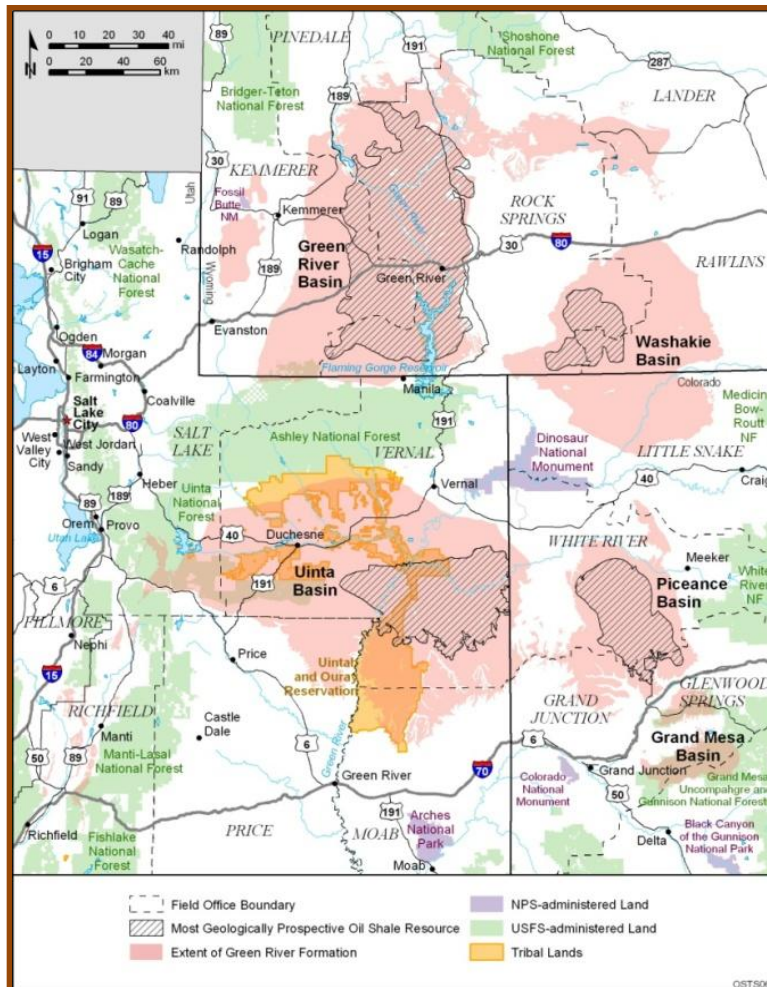 0 10 20 30 40
mi
0 20 40 60
km
N
89
PINEDALE
191
Shoshone
National Forest
287
Bridger-Teton
National Forest
189
LANDER
30
KEMMERER
Utah
91
89
Fossil
Butte
NM
Kemmerer
Green River
ROCK
SPRINGS
Logan
15
Wasatch-
Cache
National
Forest
Randolph
Green
River
Basin
30
80
Brigham
City
189
Green River
RAWLINS
Wyoming
Evanston
Washakie
Basin
Ogden
84
Morgan
Layton
Farmington
Flaming Gorge Reservoir
Coalville
Manila
Colorado
Salt
Lake
City
80
191
Medicine
Bow-
Routt
NF
West
Valley
City
West Jordan
SALT
LAKE
Ashley National Forest
Dinosaur
National
Monument
Sandy
VERNAL
LITTLE SNAKE
189
Heber
Vernal
40
Craig
89
Uinta
National
Forest
Orem
Provo
Utah Lake
40
Duchesne
WHITE RIVER
Meeker
6
191
Uinta
Basin
Piceance
Basin
White
River
NF
FILLMORE
Nephi
Price
Uintah
and Ouray
Reservation
15
RICHFIELD
GRAND
JUNCTION
GLENWOOD
SPRINGS
Castle
Dale
Manti
6
Green River
6
Grand Mesa
Basin
50
89
Manti-Lasal
National Forest
70
Grand Junction
Green River
Colorado
National
Monument
50
Grand Mesa
Uncompahgre and
Gunnison National Forest
191
Arches
National
Park
Black Canyon
of the Gunnison
National Park
Richfield
Fishlake
National
Forest
PRICE
MOAB
Delta
Moab
Field Office Boundary
NPS-administered Land
Most Geologically Prospective Oil Shale Resource
USFS-administered Land
Extent of Green River Formation
Tribal Lands